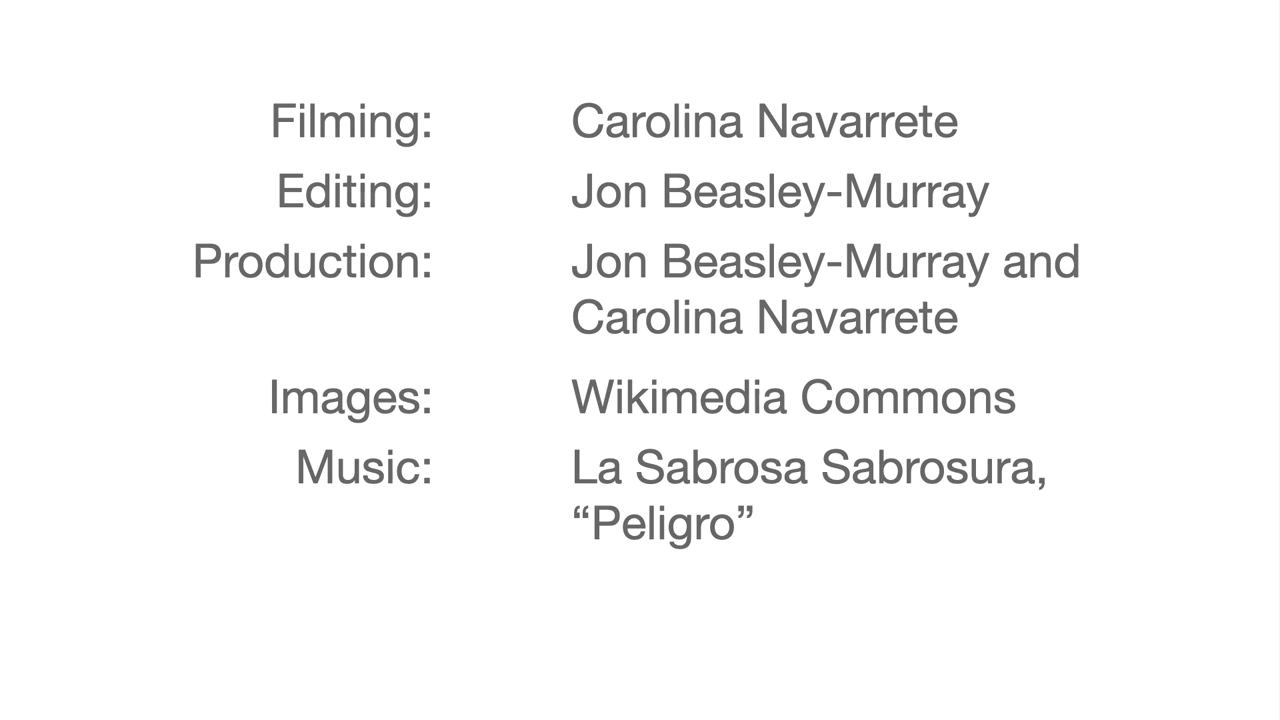 Filming: Carolina Navarrete
Editing: Jon Beasley-Murray
Production: Jon Beasley-Murray and
Carolina Navarrete
Images: Wikimedia Commons
Music: La Sabrosa Sabrosura,
“Peligro”